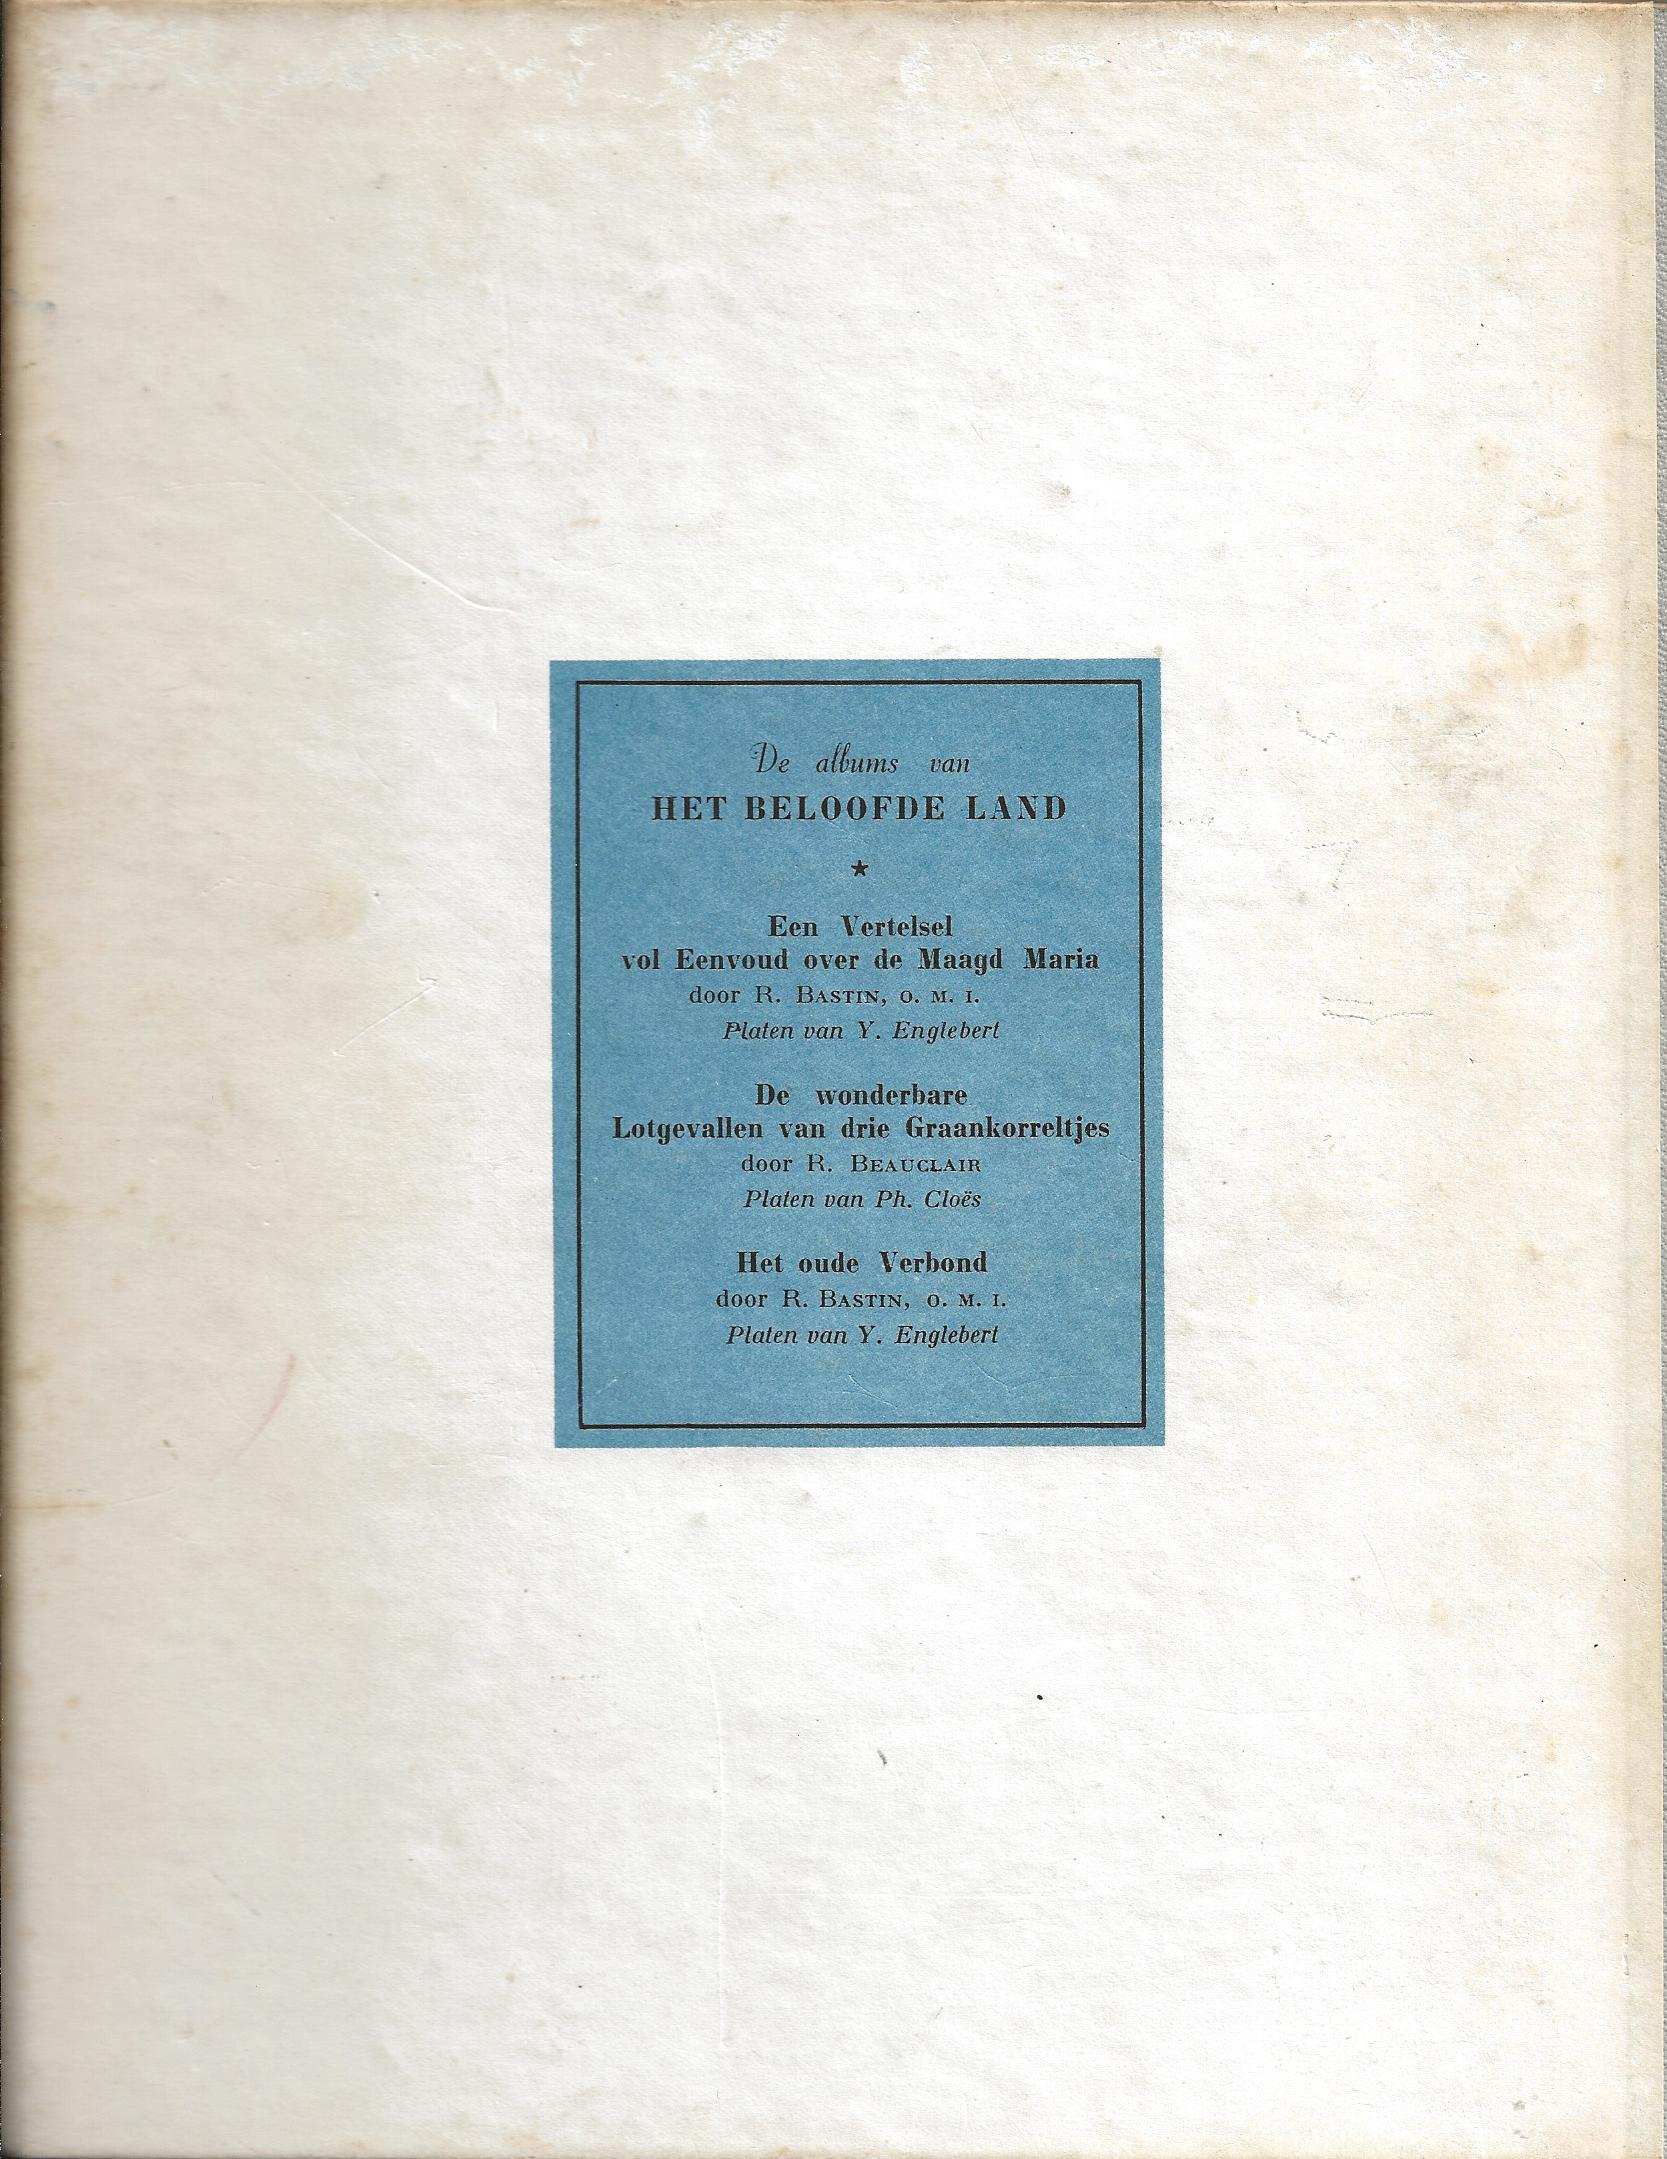 De albums van
HET BELOOFDE LAND
★
Een Vertelsel
vol Eenvoud over de Maagd Maria
door R. BASTIN, O. M. I.
Platen van Y. Englebert
De wonderbare
Lotgevallen van drie Graankorreltjes
door R. BEAUCLAIR
Platen van Ph. Cloës
Het oude Verbond
door R. BASTIN, O. M. I.
Platen van Y. Englebert